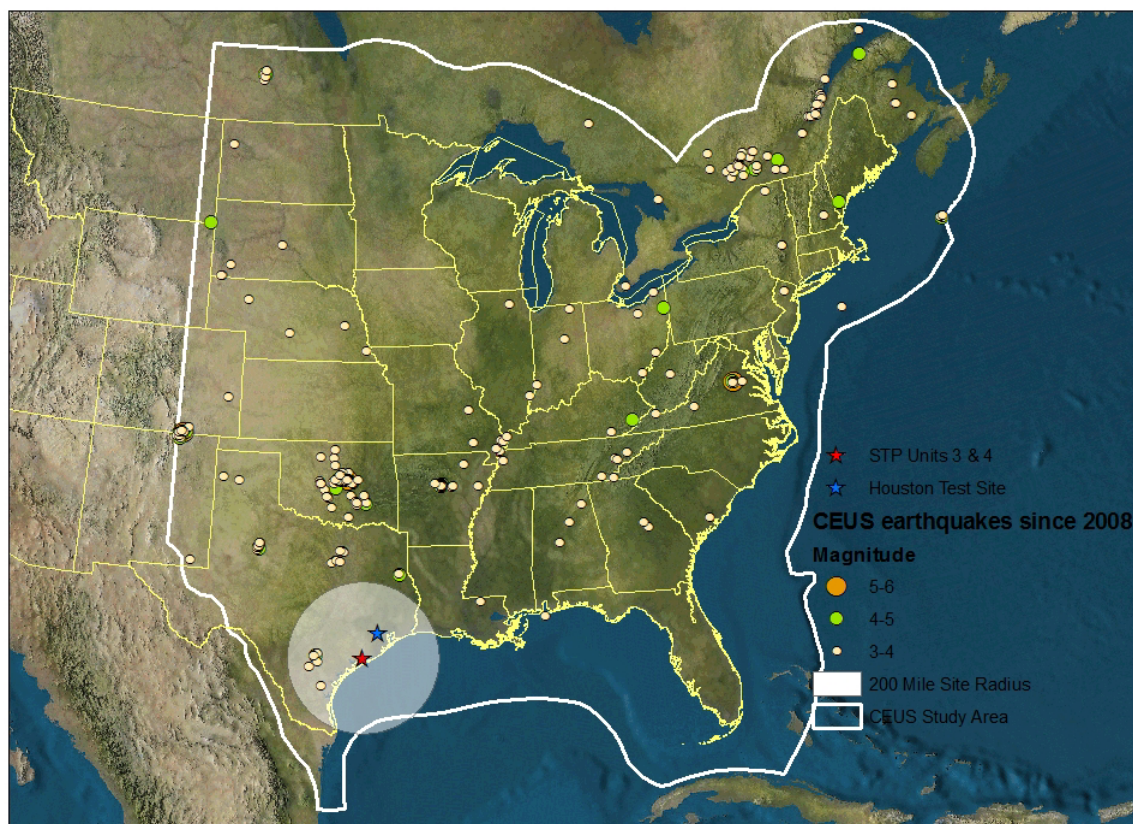 STP Units 3 & 4
Houston Test Site
CEUS earthquakes since 2008
Magnitude
5-6
4-5
3-4
200 Mile Site Radius
CEUS Study Area